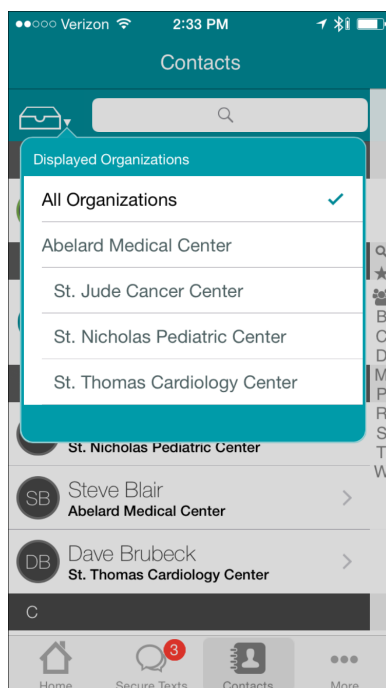 Verizon 2:33 PM
Contacts
Displayed Organizations
All Organizations
Abelard Medical Center
St. Jude Cancer Center
St. Nicholas Pediatric Center
St. Thomas Cardiology Center
B
C
D
M
P
R
S
T
W
St. Nicholas Pediatric Center
SB Steve Blair
Abelard Medical Center
DB Dave Brubeck
St. Thomas Cardiology Center
C
3
Home Secure Texts Contacts More